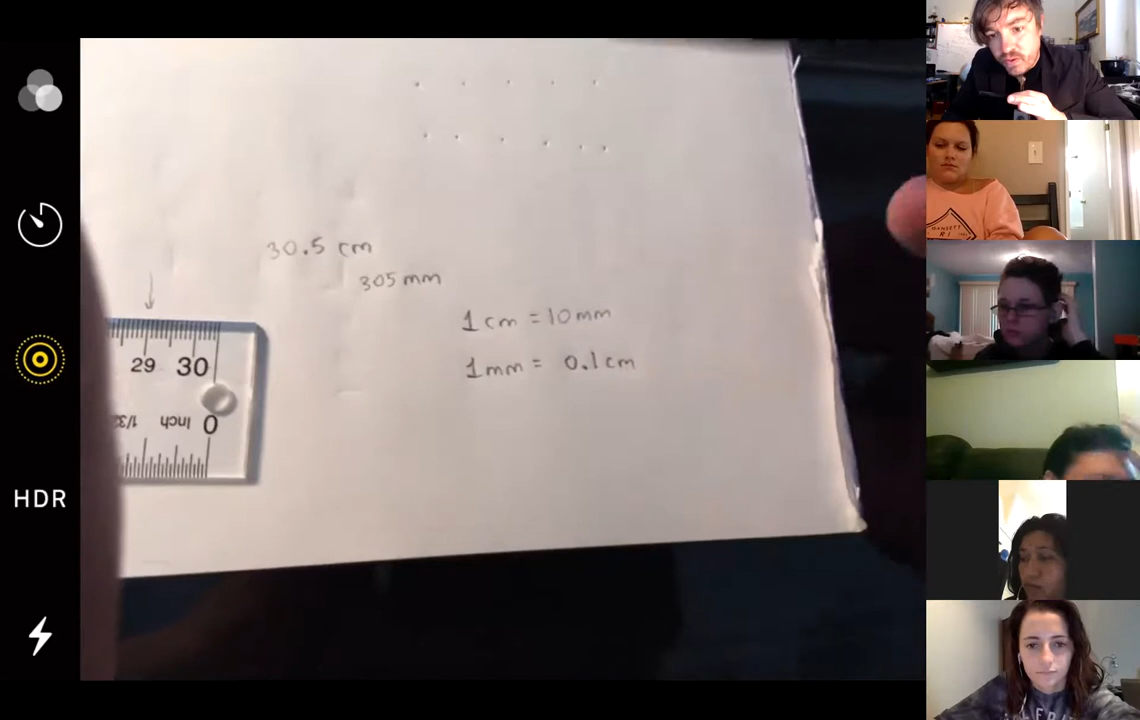 30.5 cm
305 mm
1 cm = 10 mm
1 mm = 0.1 cm
29 30
Inch 0
HDR
RI